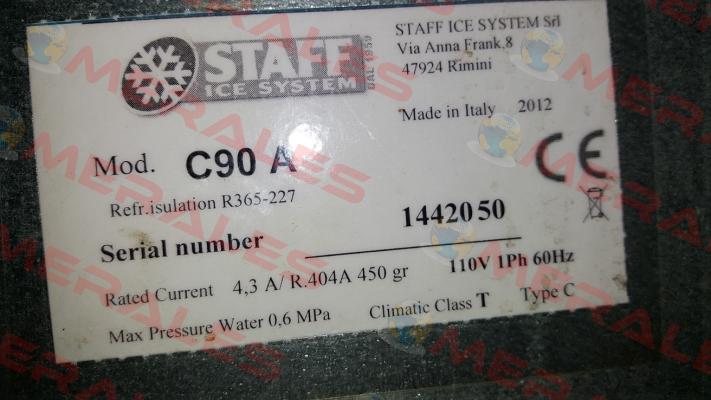 STAFF
ICE SYSTEM
DAL 1959
STAFF ICE SYSTEM Srl
Via Anna Frank,8
47924 Rimini
Made in Italy 2012
Mod. C90 A
CE
Refr.isulation R365-227
Serial number 1442050
Rated Current 4,3 A/ R.404A 450 gr 110V 1Ph 60Hz
Max Pressure Water 0,6 MPa Climatic Class T Type C
OMERALES